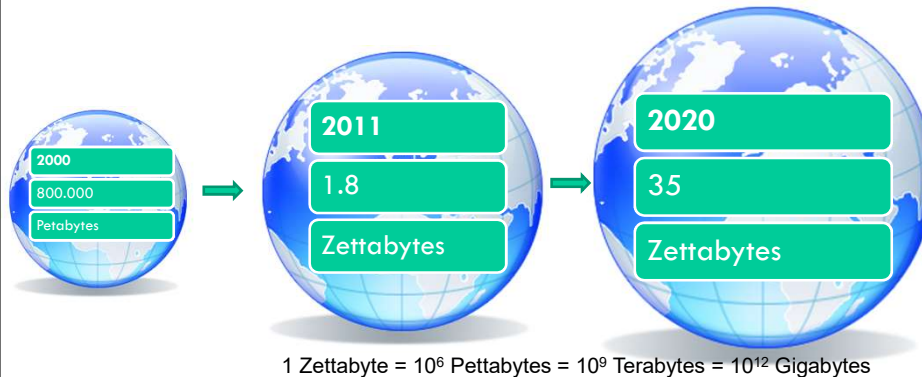 2000
800.000
Petabytes
2011
1.8
Zettabytes
2020
35
Zettabytes
1 Zettabyte = 10⁶ Pettabytes = 10⁹ Terabytes = 10¹² Gigabytes